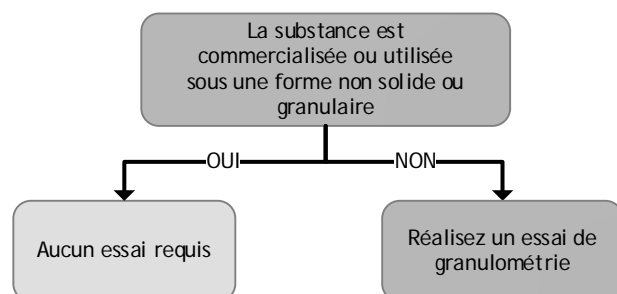 La substance est
commercialisée ou utilisée
sous une forme non solide ou
granulaire
OUI
NON
Aucun essai requis
Réalisez un essai de
granulométrie